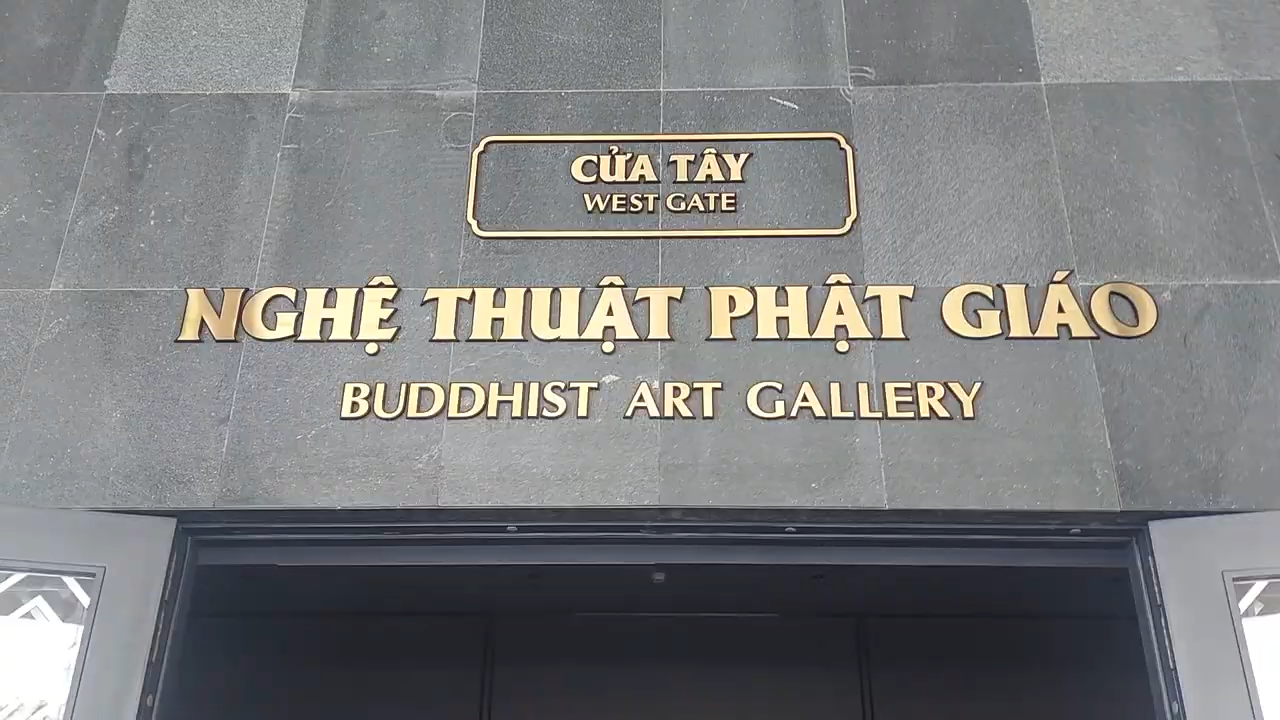 CỬA TÂY
WEST GATE
NGHỆ THUẬT PHẬT GIÁO
BUDDHIST ART GALLERY